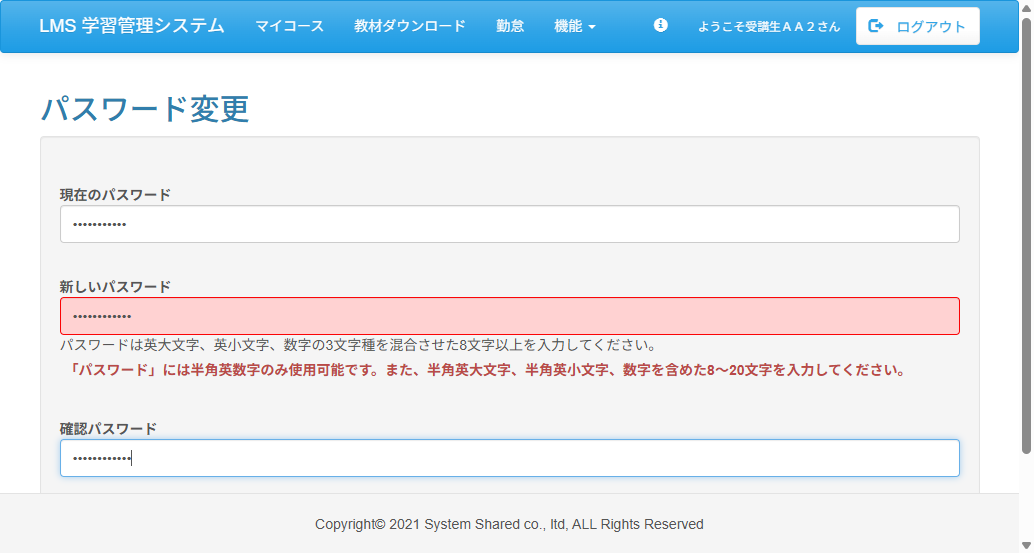 LMS 学習管理システム マイコース 教材ダウンロード 勤怠 機能 ようこそ受講生ＡＡ２さん ログアウト
パスワード変更
現在のパスワード
•••••••••••
新しいパスワード
••••••••••••
パスワードは英大文字、英小文字、数字の3文字種を混合させた8文字以上を入力してください。
「パスワード」には半角英数字のみ使用可能です。また、半角英大文字、半角英小文字、数字を含めた8～20文字を入力してください。
確認パスワード
••••••••••••
Copyright© 2021 System Shared co., ltd, ALL Rights Reserved